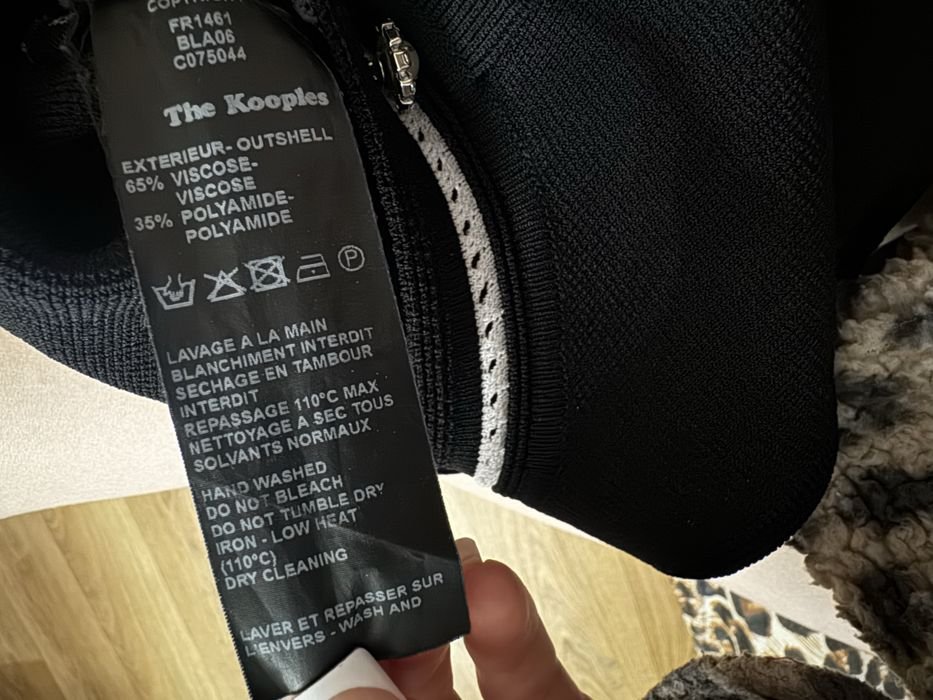 FR1461
BLA06
C075044
The Kooples
EXTERIEUR- OUTSHELL
65% VISCOSE-
VISCOSE
35% POLYAMIDE-
POLYAMIDE
P
LAVAGE A LA MAIN
BLANCHIMENT INTERDIT
SECHAGE EN TAMBOUR
INTERDIT
REPASSAGE 110°C MAX
NETTOYAGE A SEC TOUS
SOLVANTS NORMAUX
HAND WASHED
DO NOT BLEACH
DO NOT TUMBLE DRY
IRON - LOW HEAT
(110°C)
DRY CLEANING
LAVER ET REPASSER SUR
L'ENVERS - WASH AND